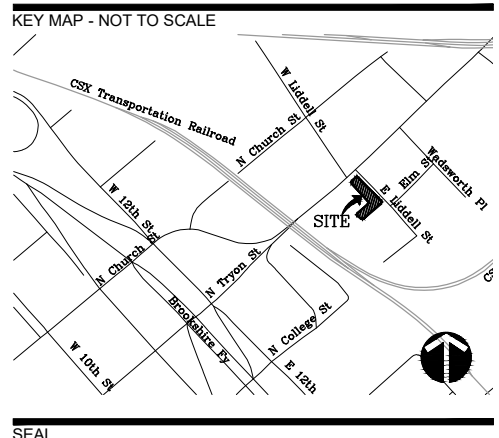 KEY MAP - NOT TO SCALE
CSX Transportation Railroad
W Liddell St
N Church St
Wadsworth Pl
Elm St
E Liddell St
SITE
W 12th St
N Church St
N Tryon St
CS
Brookshire Fy
N College St
W 10th St
E 12th
SEAL